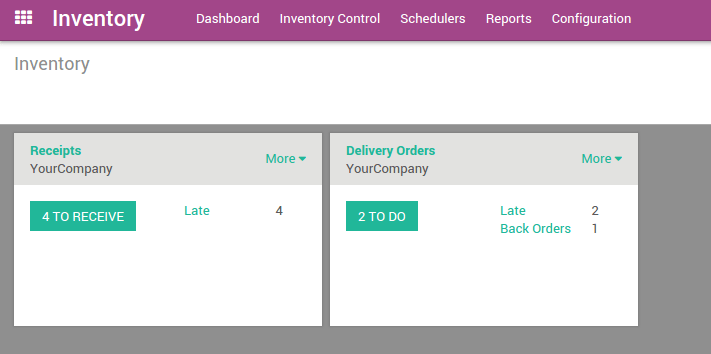 Inventory Dashboard Inventory Control Schedulers Reports Configuration
Inventory
Receipts More
YourCompany
4 TO RECEIVE Late 4
Delivery Orders More
YourCompany
2 TO DO Late 2
Back Orders 1